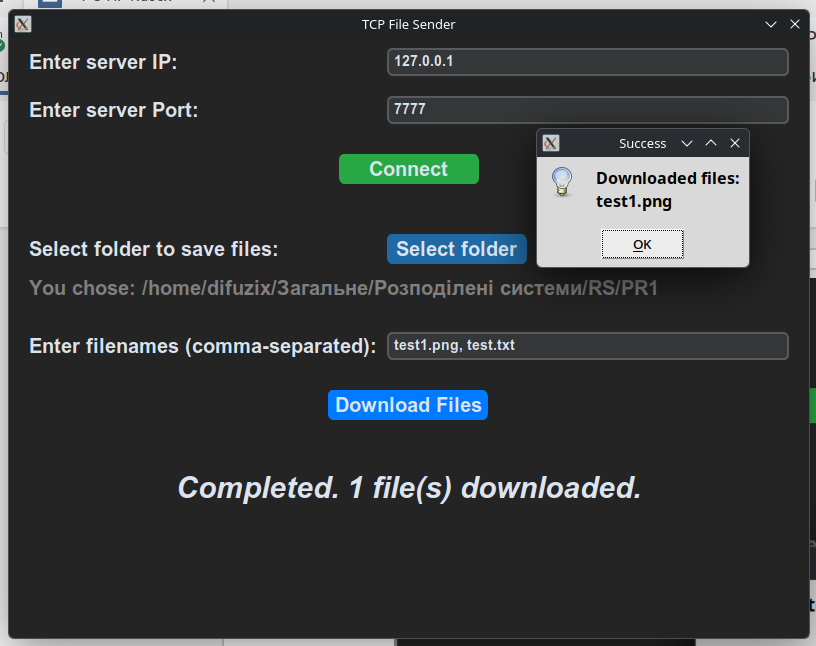 TCP File Sender
Enter server IP:
127.0.0.1
Enter server Port:
7777
Connect
Success
Downloaded files:
test1.png
OK
Select folder to save files:
Select folder
You chose: /home/difuzix/Загальне/Розподілені системи/RS/PR1
Enter filenames (comma-separated):
test1.png, test.txt
Download Files
Completed. 1 file(s) downloaded.